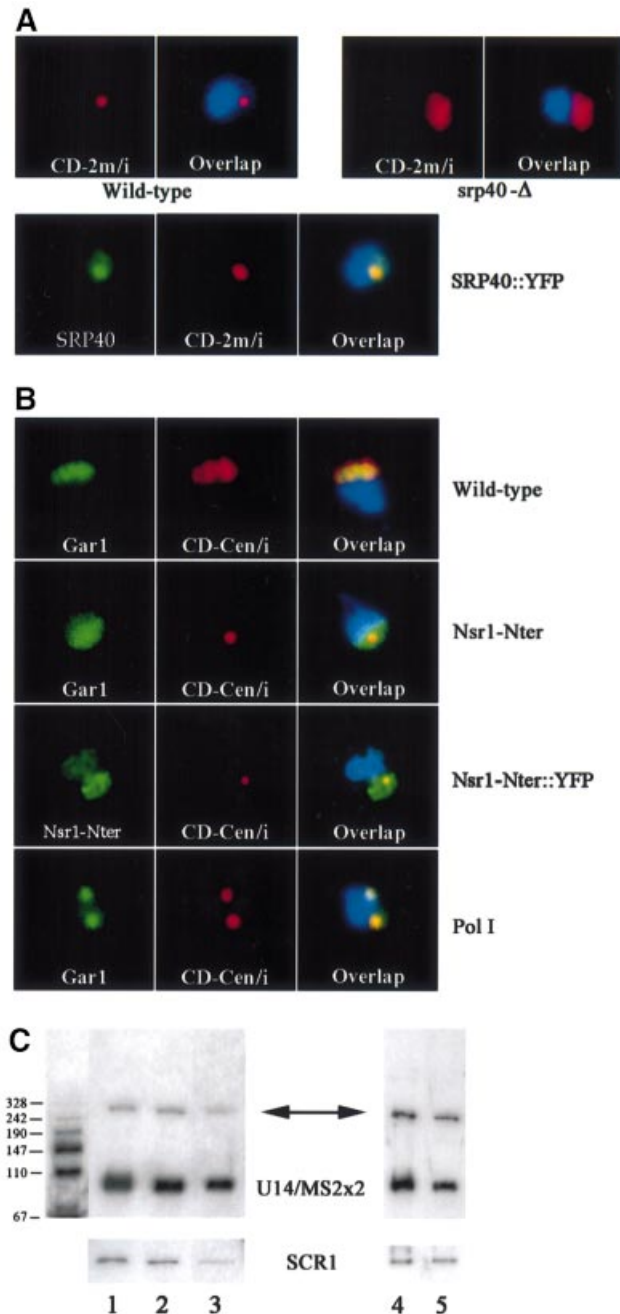 A
CD-2m/i Overlap CD-2m/i Overlap
Wild-type srp40-Δ
SRP40 CD-2m/i Overlap SRP40::YFP
B
Gar1 CD-Cen/i Overlap Wild-type
Gar1 CD-Cen/i Overlap Nsr1-Nter
Nsr1-Nter CD-Cen/i Overlap Nsr1-Nter::YFP
Gar1 CD-Cen/i Overlap Pol I
C
328
242
190
147
110
U14/MS2x2
67
SCR1
1 2 3 4 5